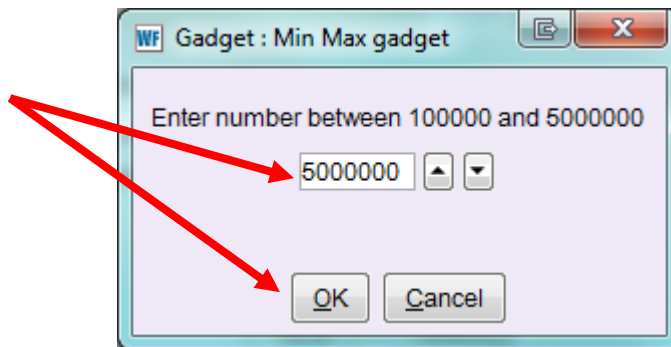 WF Gadget : Min Max gadget
Enter number between 100000 and 5000000
5000000
OK Cancel